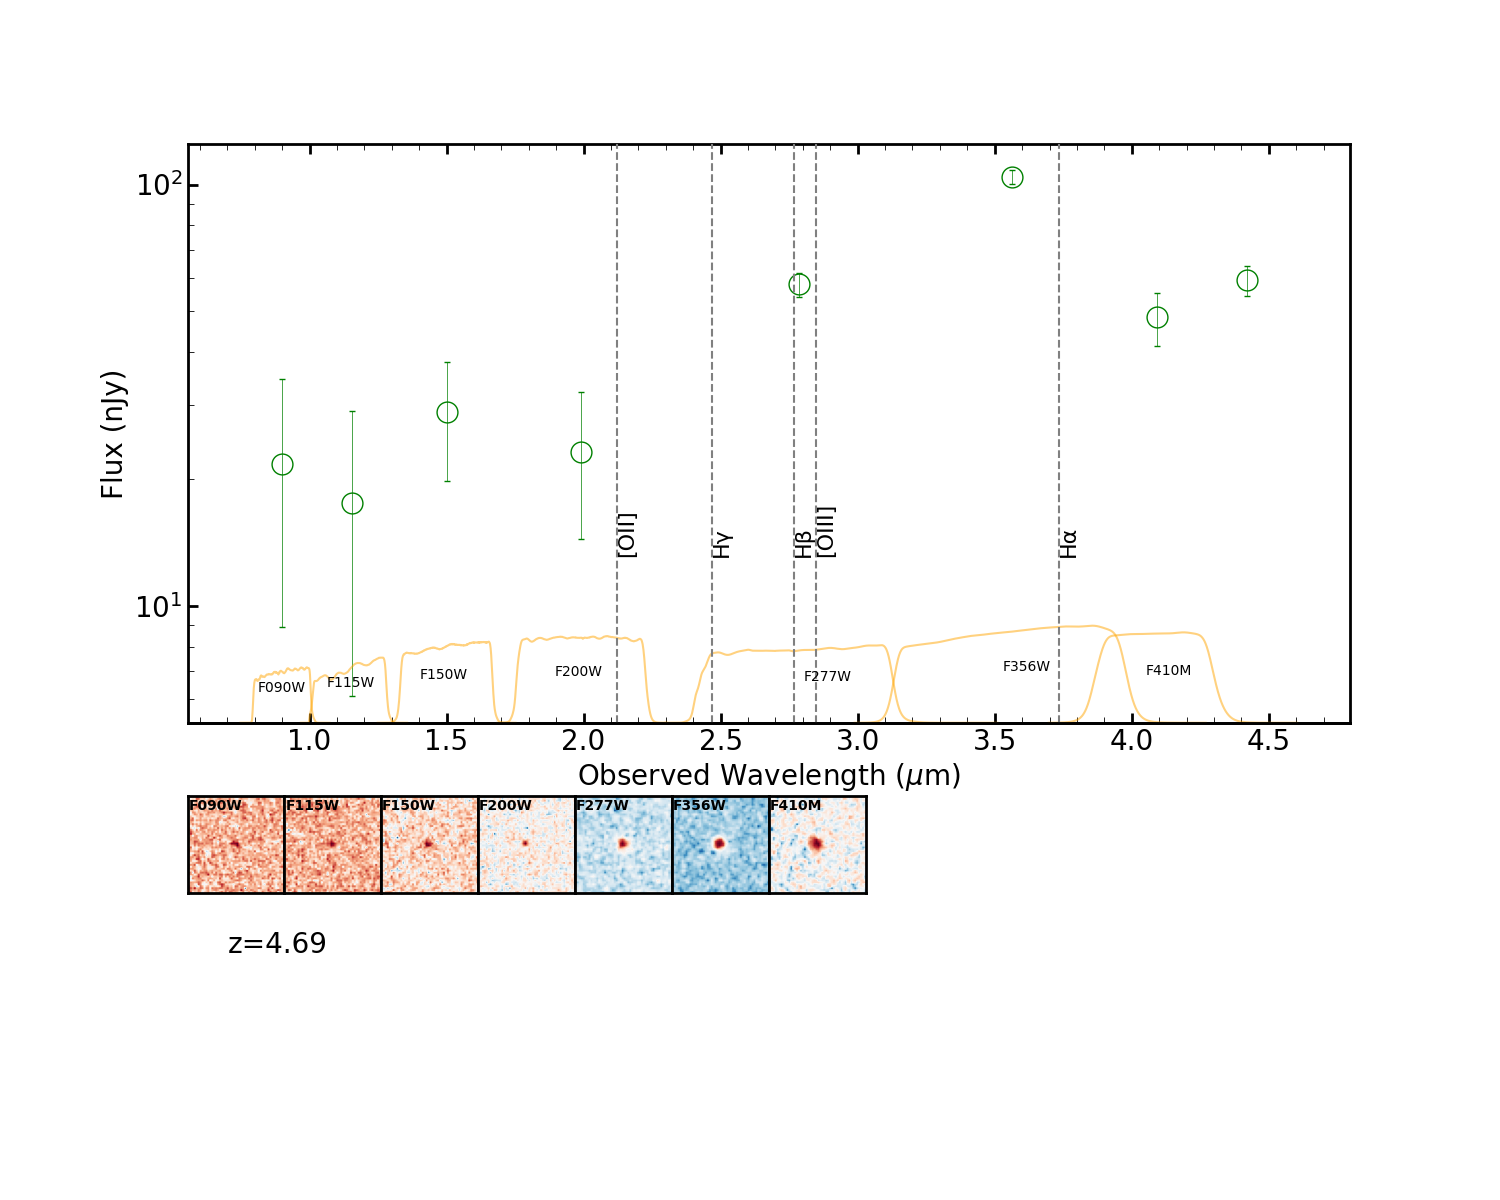 10²
10¹
Flux (nJy)
[OII]
Hγ
Hβ
[OIII]
Hα
F090W
F115W
F150W
F200W
F277W
F356W
F410M
1.0 1.5 2.0 2.5 3.0 3.5 4.0 4.5
Observed Wavelength (μm)
F090W F115W F150W F200W F277W F356W F410M
z=4.69